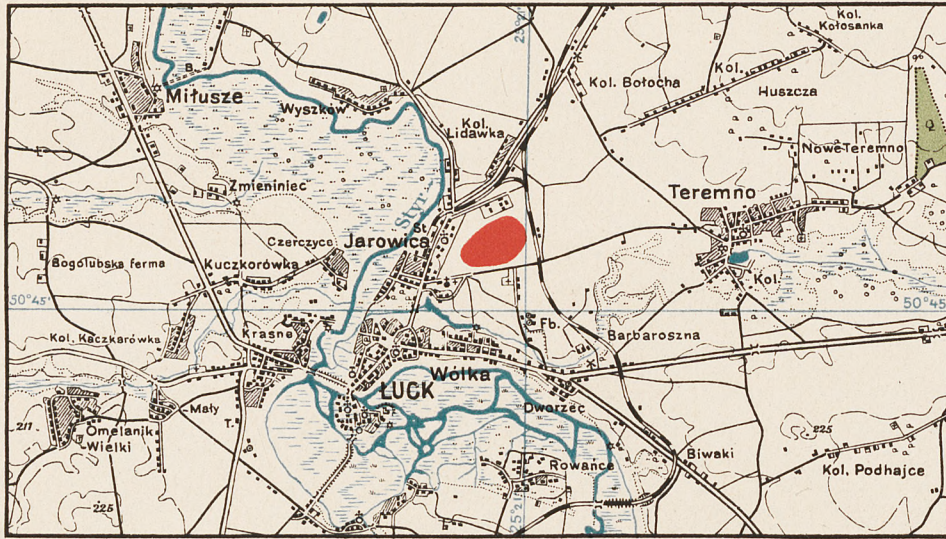 Kol.
Kołosanka
B.
Miłusze
Wyszków
Kol. Bołocha
Kol.
Huszcza
Kol.
Lidawka
Nowe Teremno
Zmieniniec
Styr
Teremno
St.
Czerczyce
Jarowica
Bogólubska ferma
Kuczkorówka
Kol.
50°45'
50°45'
Fb.
Krasne
Barbaroszna
Kol. Kaczkarówka
Wólka
ŁUCK
Mały
Dworzec
T.
211
Omelanik
Wielki
225
Biwaki
Rowance
Kol. Podhajce
225